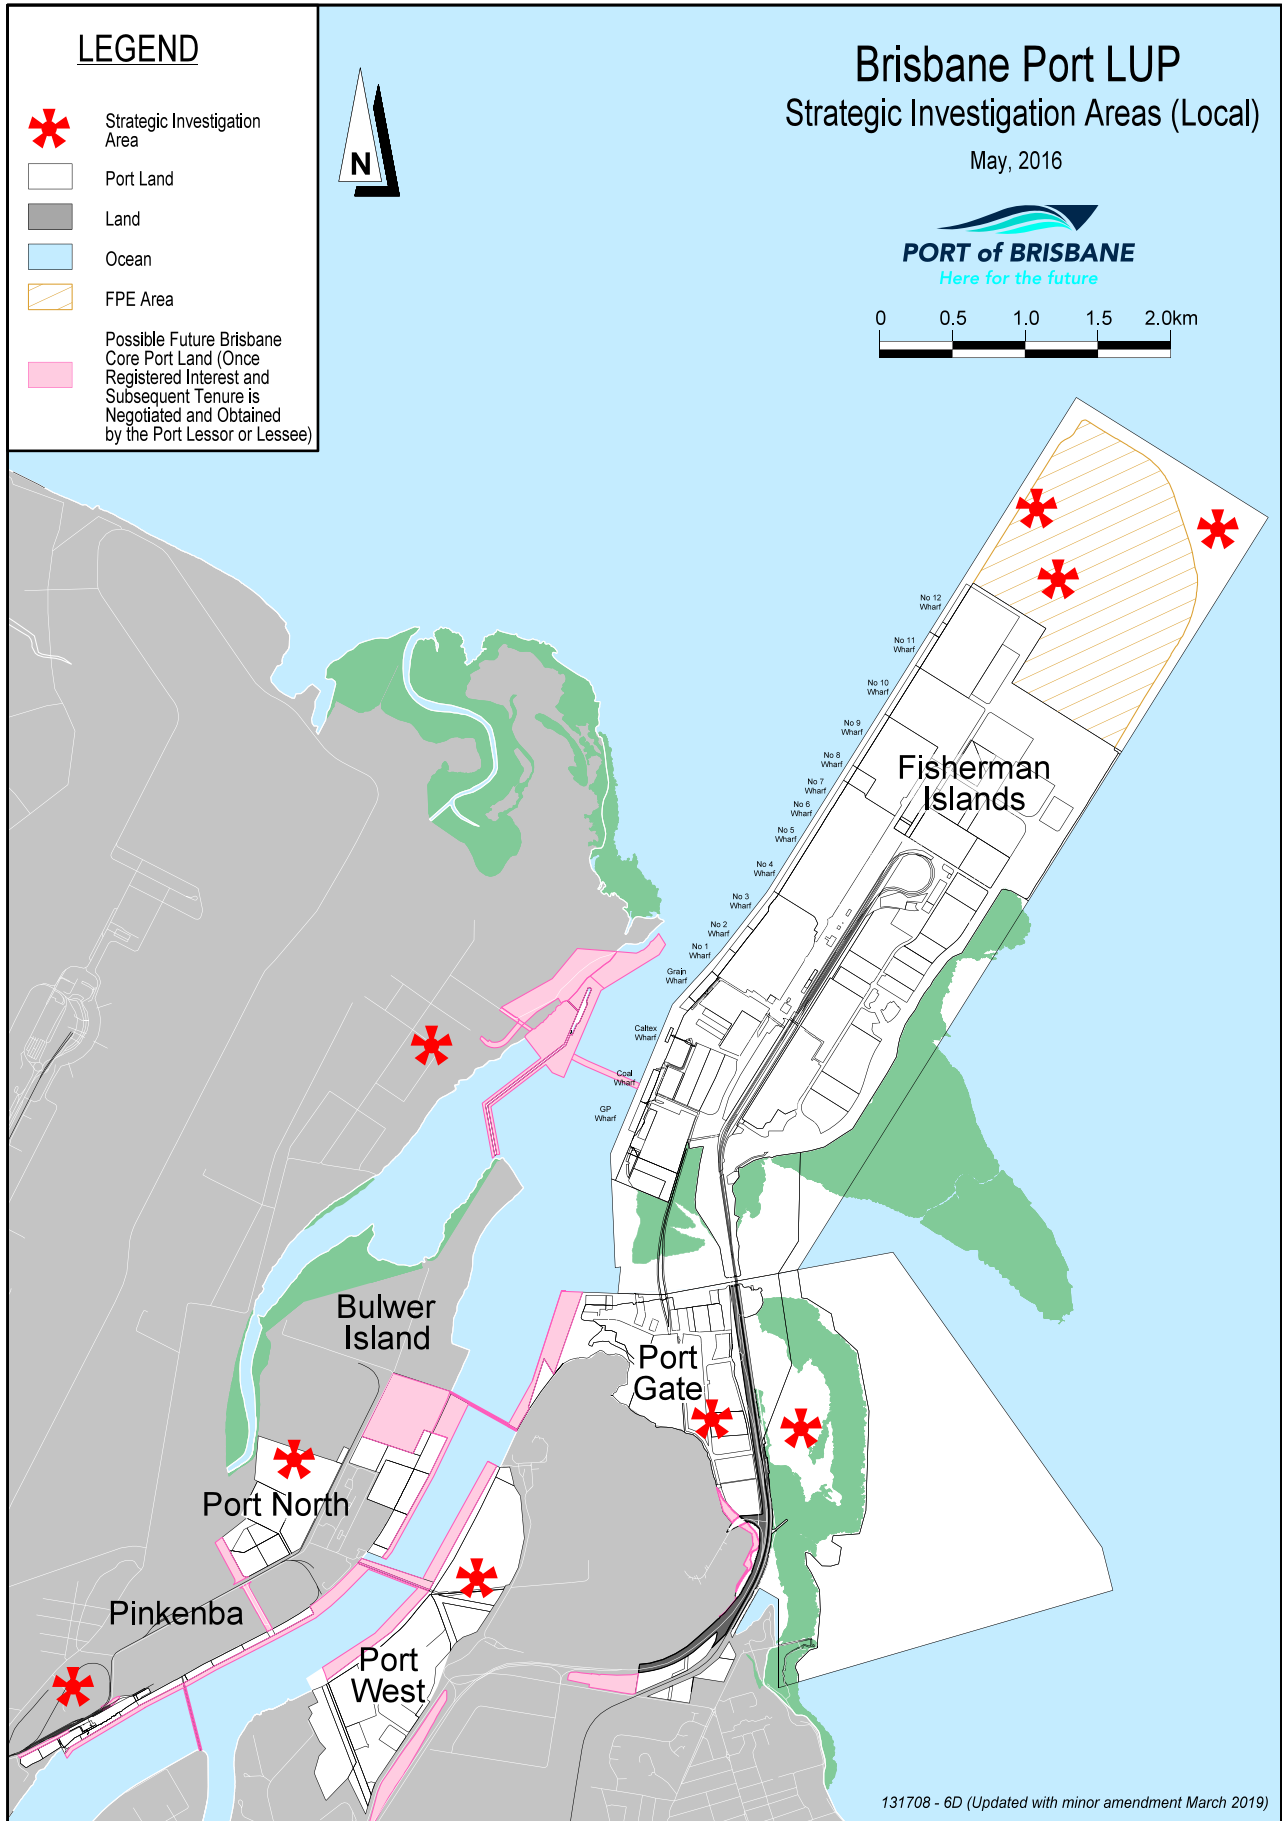 LEGEND
Strategic Investigation
Area
Port Land
Land
Ocean
FPE Area
Possible Future Brisbane
Core Port Land (Once
Registered Interest and
Subsequent Tenure is
Negotiated and Obtained
by the Port Lessor or Lessee)
N
Brisbane Port LUP
Strategic Investigation Areas (Local)
May, 2016
PORT of BRISBANE
Here for the future
0 0.5 1.0 1.5 2.0km
No 12
Wharf
No 11
Wharf
No 10
Wharf
No 9
Wharf
No 8
Wharf
No 7
Wharf
No 6
Wharf
No 5
Wharf
No 4
Wharf
No 3
Wharf
No 2
Wharf
No 1
Wharf
Grain
Wharf
Caltex
Wharf
Coal
Wharf
GP
Wharf
Fisherman
Islands
Bulwer
Island
Port
Gate
Port North
Pinkenba
Port
West
131708 - 6D (Updated with minor amendment March 2019)